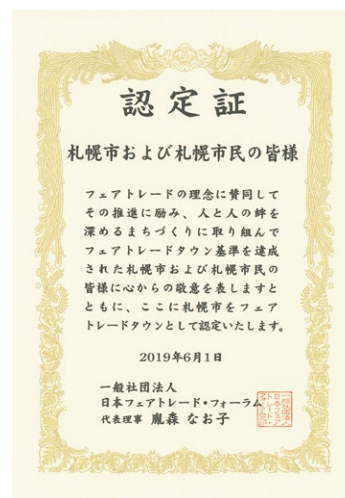 認定証
札幌市および札幌市民の皆様
フェアトレードの理念に賛同して
その推進に励み、人と人の絆を
深めるまちづくりに取り組んで
フェアトレードタウン基準を達成
された札幌市および札幌市民の
皆様に心からの敬意を表しますと
ともに、ここに札幌市をフェア
トレードタウンとして認定いたします。
2019年6月1日
一般社団法人
日本フェアトレード・フォーラム
代表理事 胤森 なお子